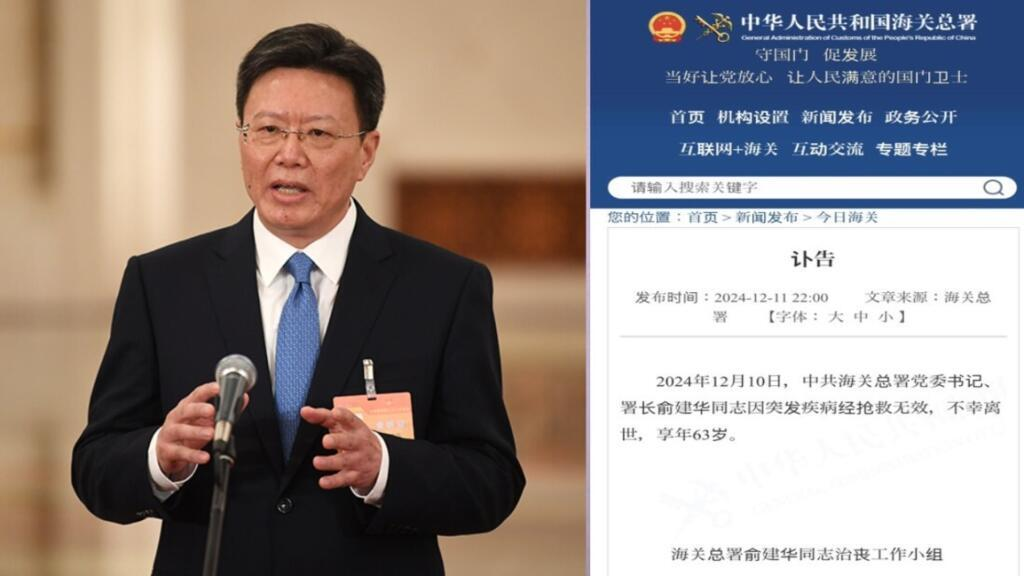 中华人民共和国海关总署
General Administration of Customs of the People's Republic of China
守国门 促发展
当好让党放心 让人民满意的国门卫士
首页 机构设置 新闻发布 政务公开
互联网+海关 互动交流 专题专栏
请输入搜索关键字
您的位置：首页 > 新闻发布 > 今日海关
讣告
发布时间：2024-12-11 22:00 文章来源：海关总
署 【字体： 大 中 小 】
2024年12月10日，中共海关总署党委书记、
署长俞建华同志因突发疾病经抢救无效，不幸离
世，享年63岁。
海关总署俞建华同志治丧工作小组